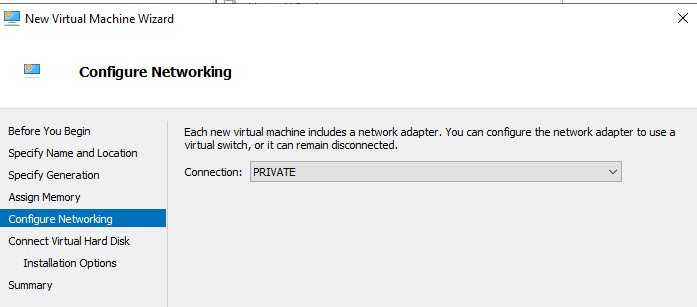 New Virtual Machine Wizard
Configure Networking
Before You Begin
Specify Name and Location
Specify Generation
Assign Memory
Configure Networking
Connect Virtual Hard Disk
Installation Options
Summary
Each new virtual machine includes a network adapter. You can configure the network adapter to use a
virtual switch, or it can remain disconnected.
Connection: PRIVATE